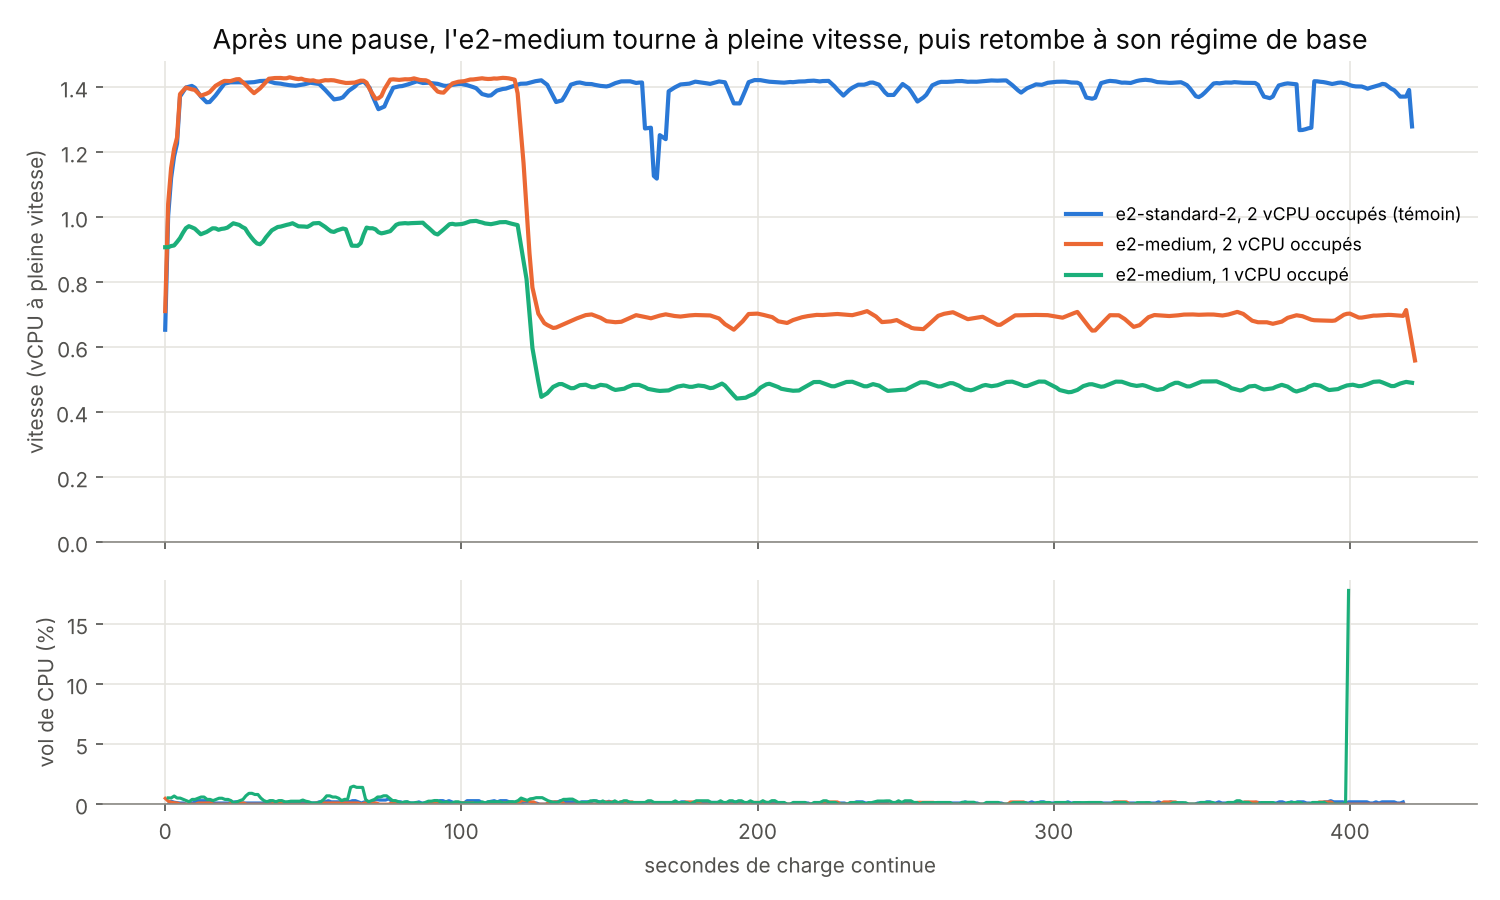 Après une pause, l'e2-medium tourne à pleine vitesse, puis retombe à son régime de base
vitesse (vCPU à pleine vitesse)
1.4
1.2
1.0
0.8
0.6
0.4
0.2
0.0
e2-standard-2, 2 vCPU occupés (témoin)
e2-medium, 2 vCPU occupés
e2-medium, 1 vCPU occupé
vol de CPU (%)
15
10
5
0
0 100 200 300 400
secondes de charge continue